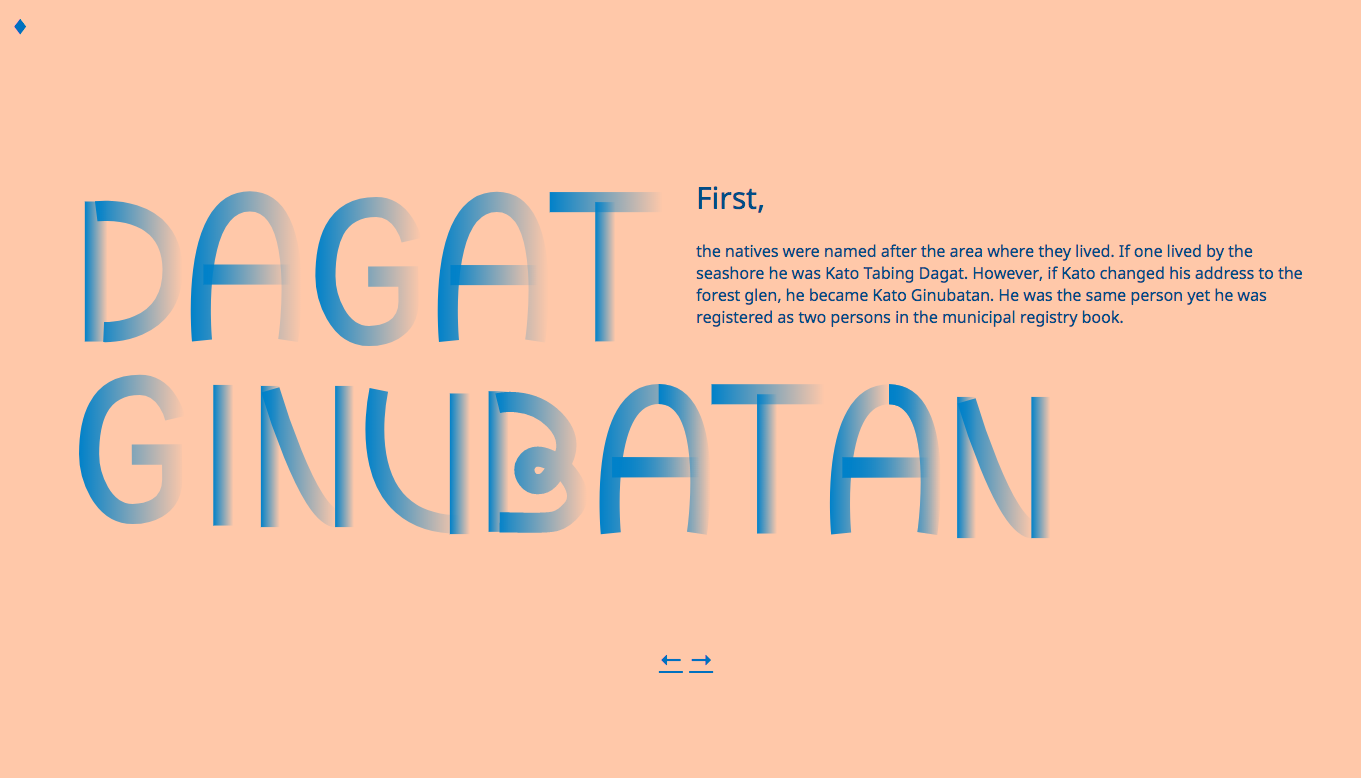 DAGAT
First,
the natives were named after the area where they lived. If one lived by the
seashore he was Kato Tabing Dagat. However, if Kato changed his address to the
forest glen, he became Kato Ginubatan. He was the same person yet he was
registered as two persons in the municipal registry book.
GINUBATAN
← →